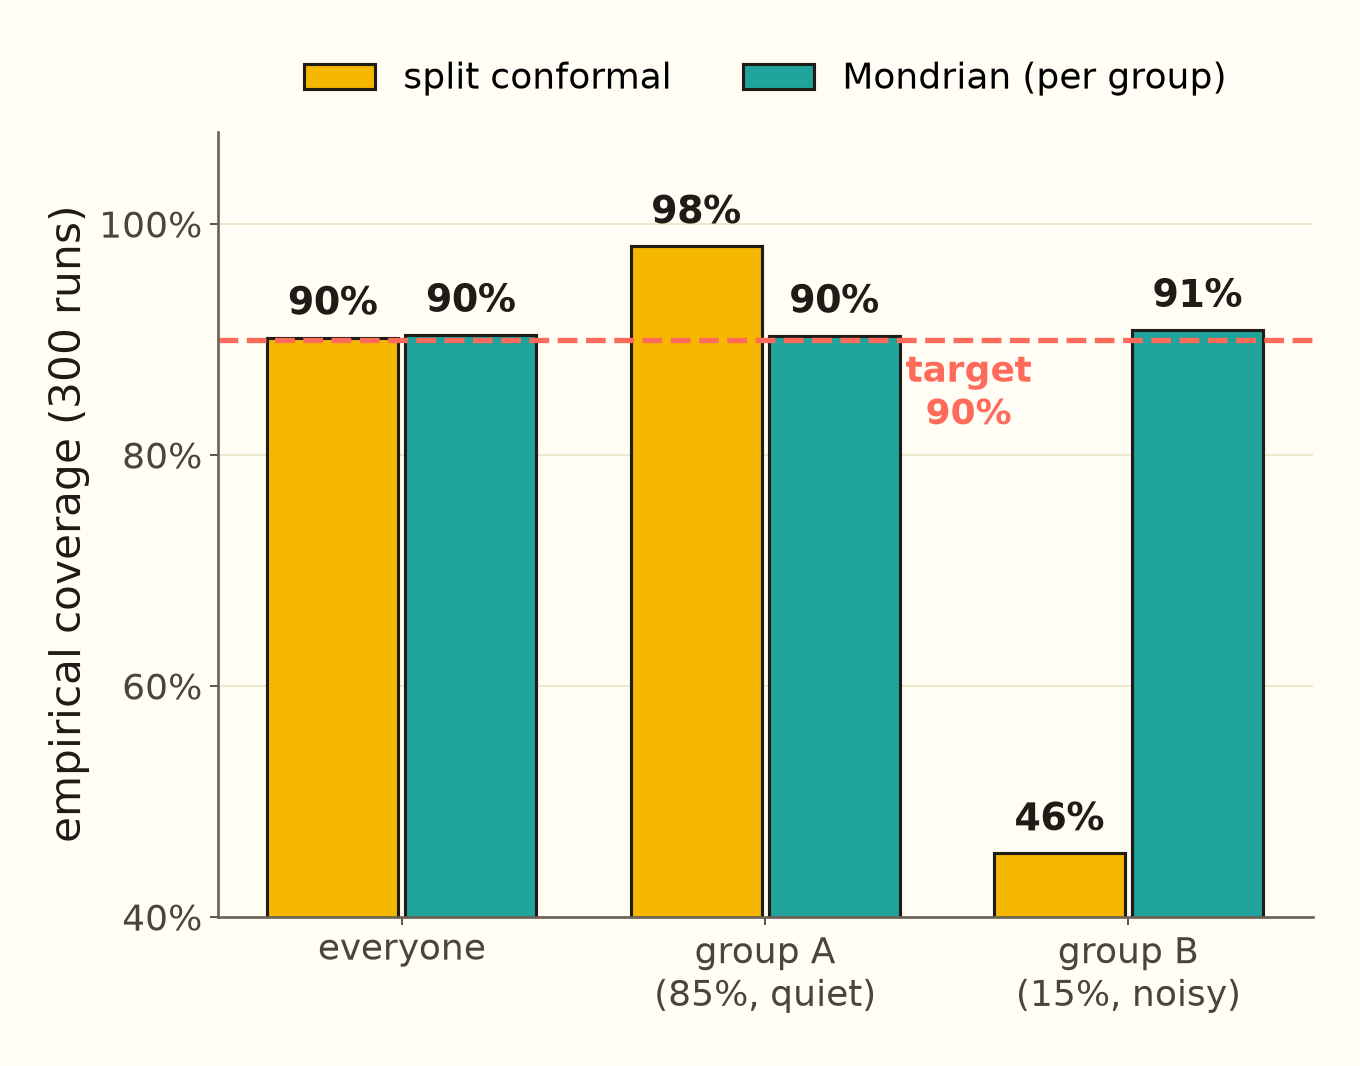 split conformal
Mondrian (per group)
empirical coverage (300 runs)
100%
80%
60%
40%
90%
90%
98%
90%
46%
91%
target
90%
everyone
group A
(85%, quiet)
group B
(15%, noisy)